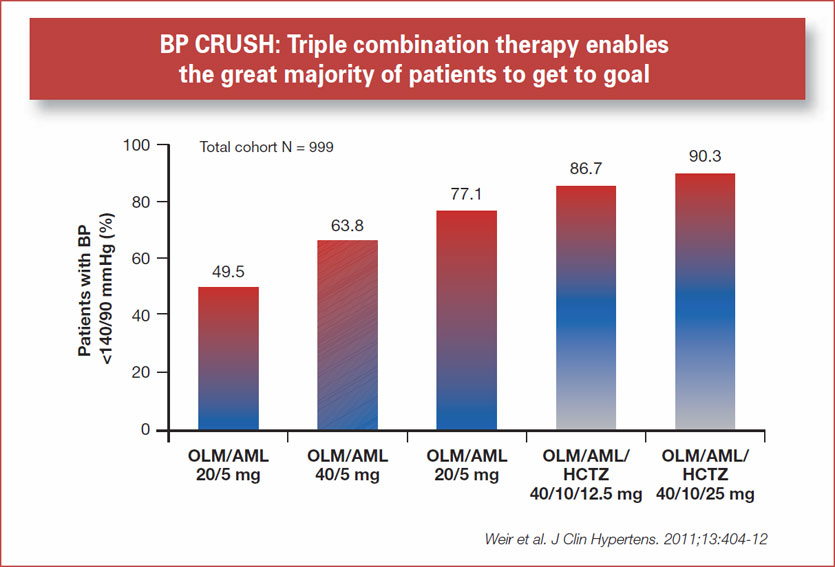 BP CRUSH: Triple combination therapy enables
the great majority of patients to get to goal
Total cohort N = 999
Patients with BP
<140/90 mmHg (%)
100
80
60
40
20
0
49.5
63.8
77.1
86.7
90.3
OLM/AML
20/5 mg
OLM/AML
40/5 mg
OLM/AML
20/5 mg
OLM/AML/
HCTZ
40/10/12.5 mg
OLM/AML/
HCTZ
40/10/25 mg
Weir et al. J Clin Hypertens. 2011;13:404-12